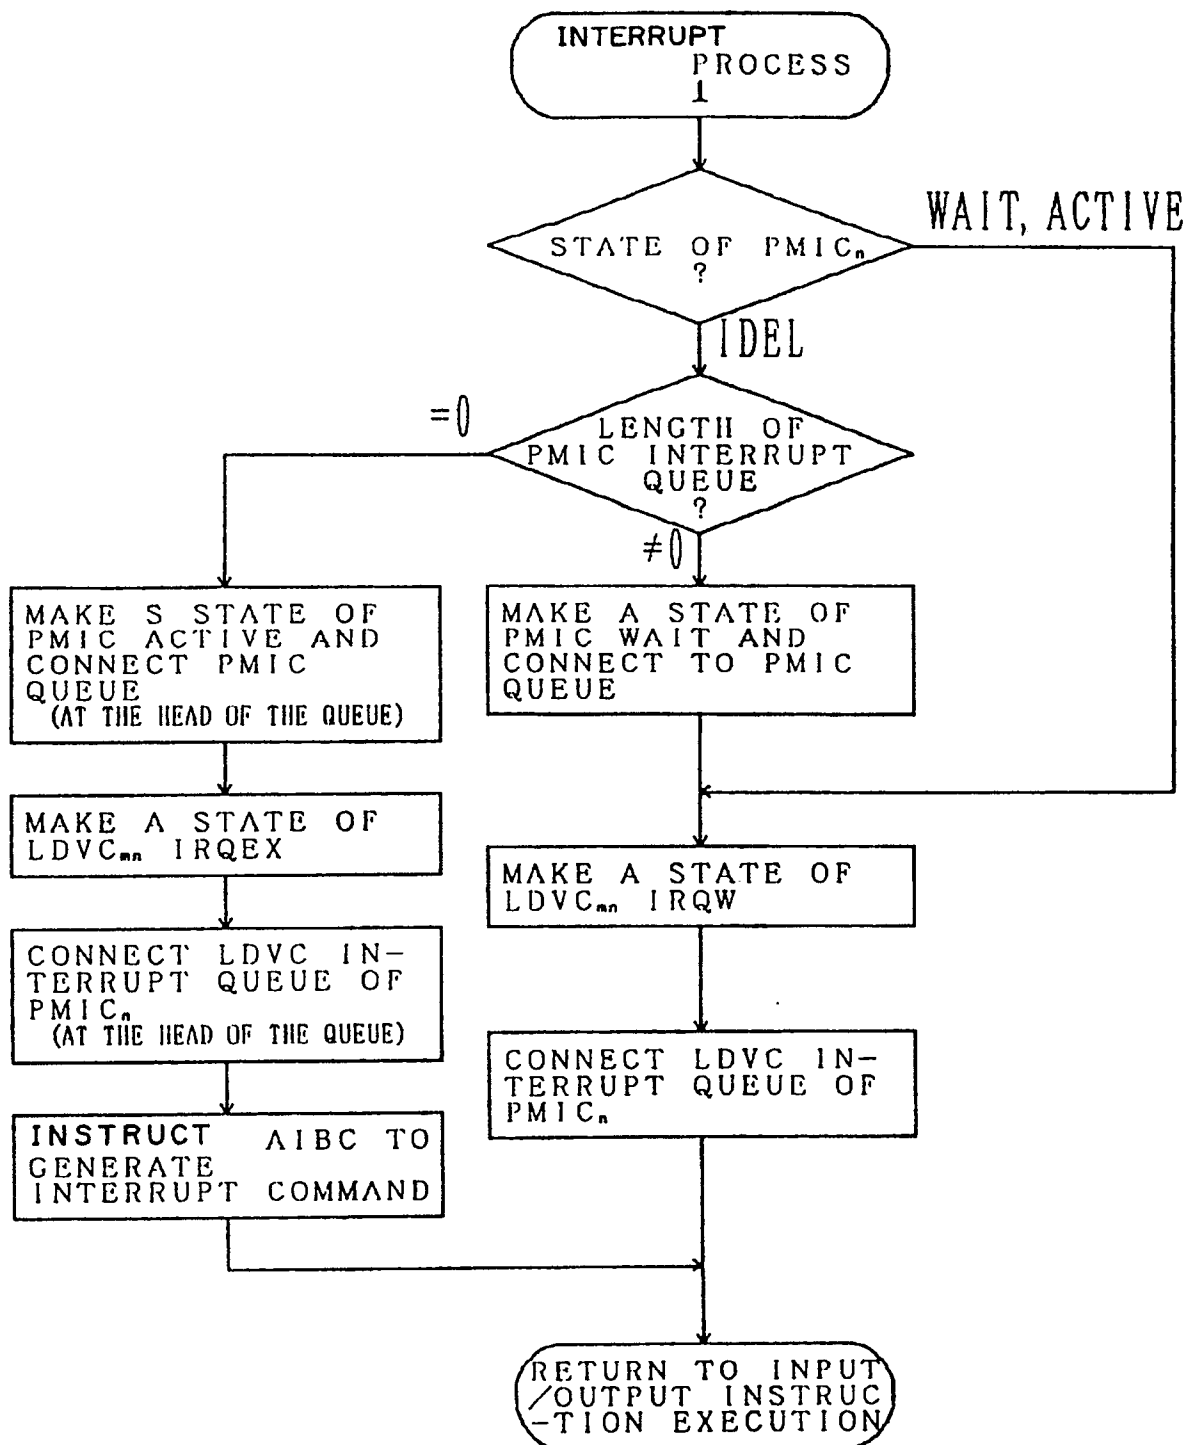 INTERRUPT
PROCESS
1
WAIT, ACTIVE
STATE OF PMICn
?
IDEL
=0
LENGTH OF
PMIC INTERRUPT
QUEUE
?
≠0
MAKE S STATE OF
PMIC ACTIVE AND
CONNECT PMIC
QUEUE
(AT THE HEAD OF THE QUEUE)
MAKE A STATE OF
PMIC WAIT AND
CONNECT TO PMIC
QUEUE
MAKE A STATE OF
LDVCmn IRQEX
MAKE A STATE OF
LDVCmn IRQW
CONNECT LDVC IN-
TERRUPT QUEUE OF
PMICn
(AT THE HEAD OF THE QUEUE)
CONNECT LDVC IN-
TERRUPT QUEUE OF
PMICn
INSTRUCT AIBC TO
GENERATE
INTERRUPT COMMAND
RETURN TO INPUT
/OUTPUT INSTRUC
-TION EXECUTION